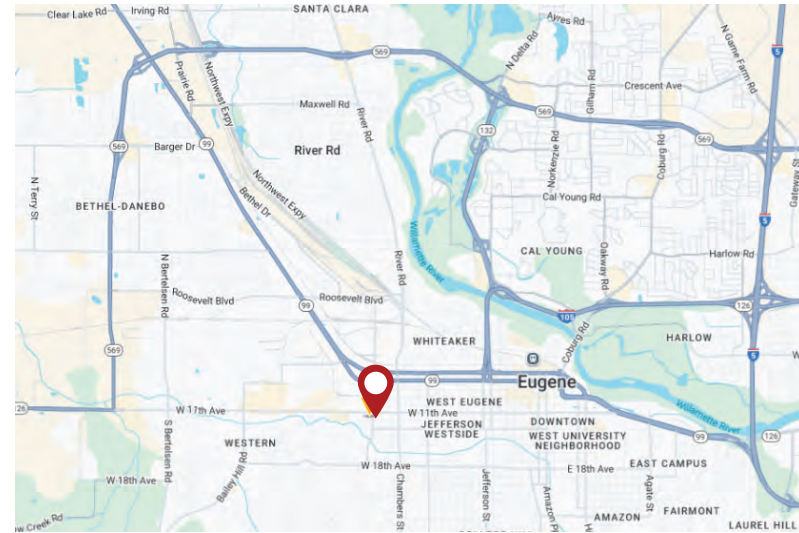 Clear Lake Rd
Irving Rd
SANTA CLARA
Ayres Rd
N Game Farm Rd
5
569
N Delta Rd
Prairie Rd
Northwest Expy
Crescent Ave
Gilham Rd
Maxwell Rd
River Rd
569
132
569
Coburg Rd
Gateway St
99
569
Barger Dr
River Rd
Norkenzie Rd
N Terry St
Northwest Expy
Bethel Dr
Cal Young Rd
BETHEL-DANEBO
5
Willamette River
CAL YOUNG
Oakway Rd
Harlow Rd
N Bertelsen Rd
River Rd
Roosevelt Blvd
Roosevelt Blvd
99
126
105
Coburg Rd
WHITEAKER
HARLOW
569
5
99
Eugene
126
W 11th Ave
WEST EUGENE
W 11th Ave
JEFFERSON
WESTSIDE
DOWNTOWN
Willamette River
WEST UNIVERSITY
NEIGHBORHOOD
99
126
WESTERN
S Bertelsen Rd
Bailey Hill Rd
W 18th Ave
W 18th Ave
Chambers St
Jefferson St
E 18th Ave
EAST CAMPUS
Agate St
AMAZON
FAIRMONT
LAUREL HILL